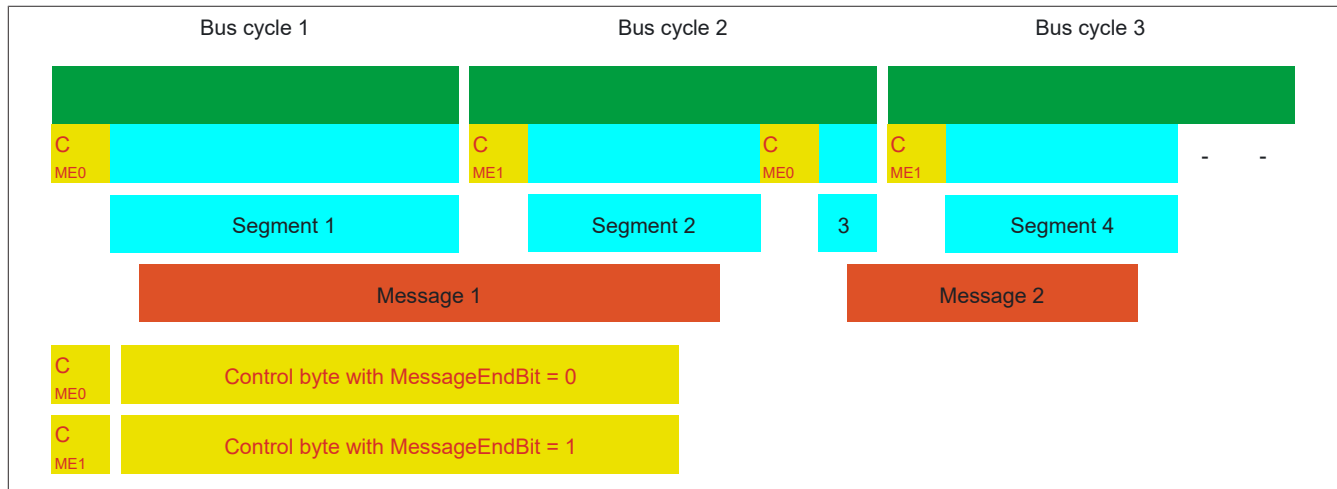 Bus cycle 1 Bus cycle 2 Bus cycle 3
C C C C
ME0 ME1 ME0 ME1 - -
Segment 1 Segment 2 3 Segment 4
Message 1 Message 2
C
ME0
Control byte with MessageEndBit = 0
C
ME1
Control byte with MessageEndBit = 1